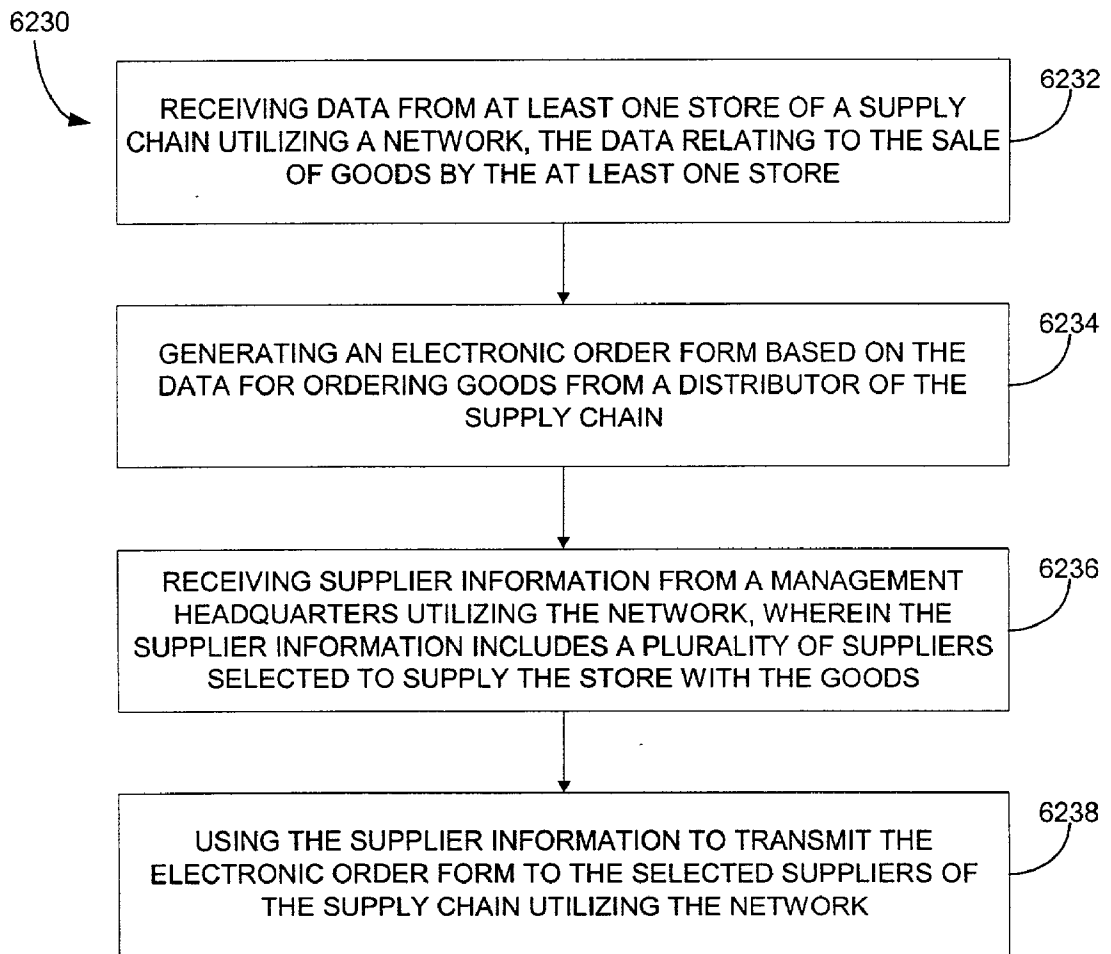 6230
RECEIVING DATA FROM AT LEAST ONE STORE OF A SUPPLY
CHAIN UTILIZING A NETWORK, THE DATA RELATING TO THE SALE
OF GOODS BY THE AT LEAST ONE STORE
6232
GENERATING AN ELECTRONIC ORDER FORM BASED ON THE
DATA FOR ORDERING GOODS FROM A DISTRIBUTOR OF THE
SUPPLY CHAIN
6234
RECEIVING SUPPLIER INFORMATION FROM A MANAGEMENT
HEADQUARTERS UTILIZING THE NETWORK, WHEREIN THE
SUPPLIER INFORMATION INCLUDES A PLURALITY OF SUPPLIERS
SELECTED TO SUPPLY THE STORE WITH THE GOODS
6236
USING THE SUPPLIER INFORMATION TO TRANSMIT THE
ELECTRONIC ORDER FORM TO THE SELECTED SUPPLIERS OF
THE SUPPLY CHAIN UTILIZING THE NETWORK
6238